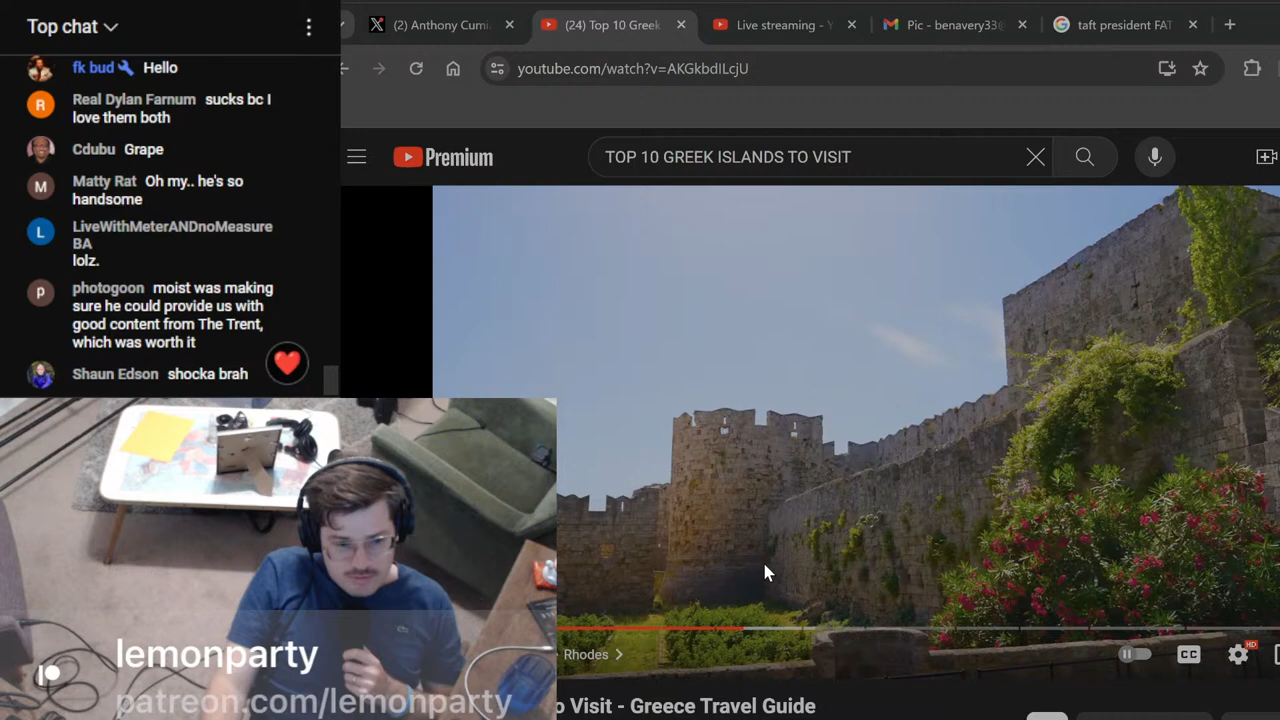 Top chat
fk bud Hello
Real Dylan Farnum sucks bc I
love them both
Cdubu Grape
Matty Rat Oh my.. he's so
handsome
LiveWithMeterANDnoMeasure
BA
lolz.
photogoon moist was making
sure he could provide us with
good content from The Trent,
which was worth it
Shaun Edson shocka brah
(2) Anthony Cumi
(24) Top 10 Greek
Live streaming - Y
Pic - benavery33@
taft president FAT
youtube.com/watch?v=AKGkbdILcjU
Premium
TOP 10 GREEK ISLANDS TO VISIT
R
M
L
p
Rhodes
CC
HD
o Visit - Greece Travel Guide
lemonparty
patreon.com/lemonparty